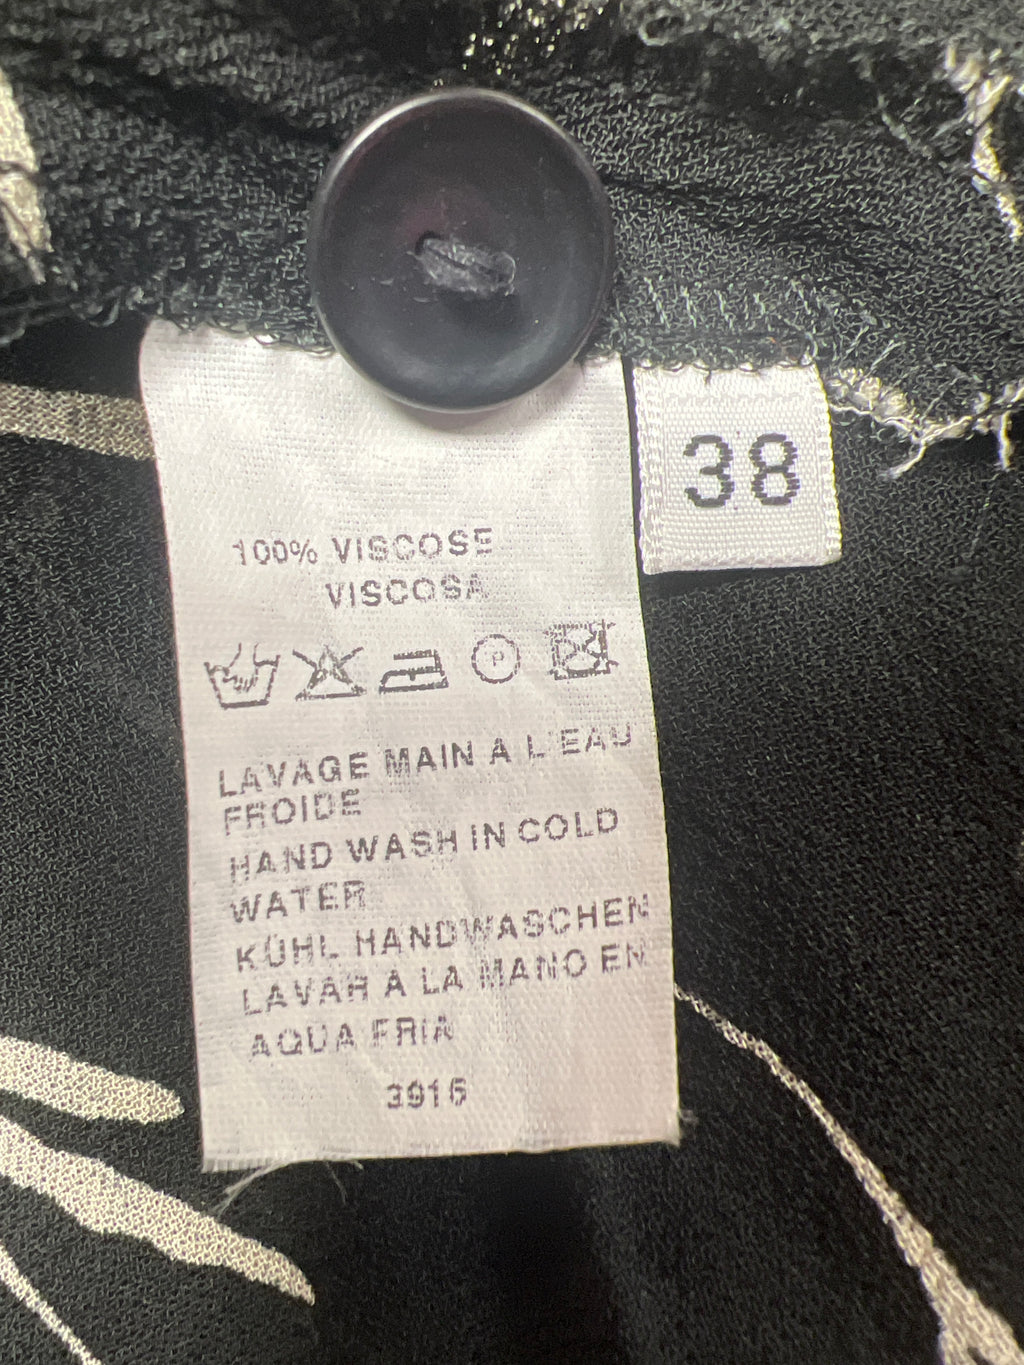 38
100% VISCOSE
VISCOSA
P
LAVAGE MAIN A L'EAU
FROIDE
HAND WASH IN COLD
WATER
KÜHL HANDWASCHEN
LAVAR A LA MANO EN
AQUA FRIA
3916